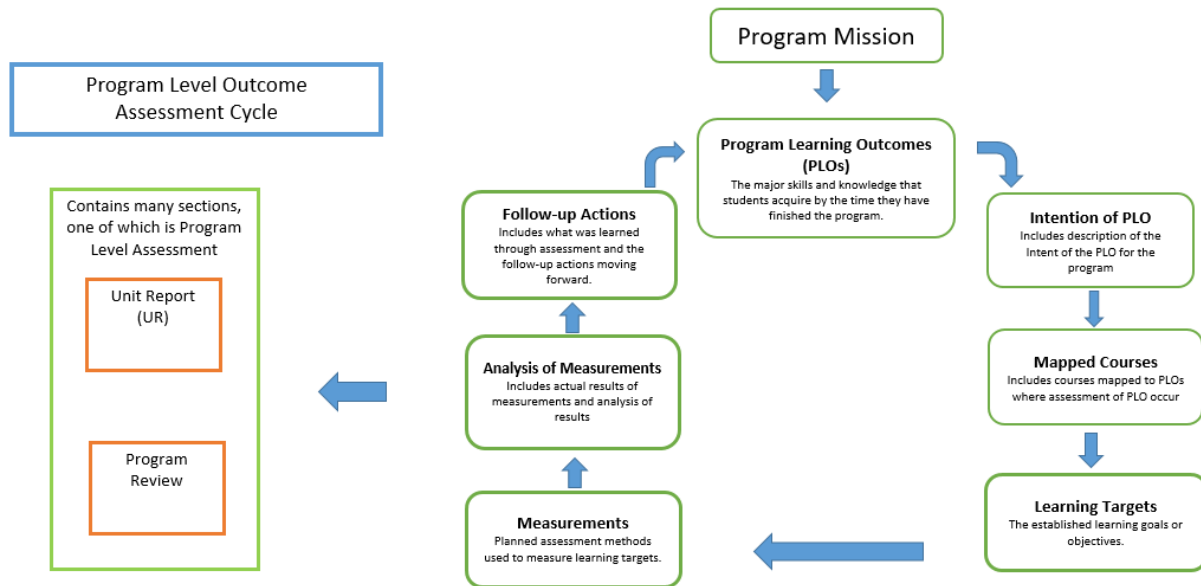 Program Level Outcome
Assessment Cycle
Contains many sections,
one of which is Program
Level Assessment
Unit Report
(UR)
Program
Review
Program Mission
Program Learning Outcomes
(PLOs)
The major skills and knowledge that
students acquire by the time they have
finished the program.
Intention of PLO
Includes description of the
Intent of the PLO for the
program
Mapped Courses
Includes courses mapped to PLOs
where assessment of PLO occur
Learning Targets
The established learning goals or
objectives.
Measurements
Planned assessment methods
used to measure learning targets.
Analysis of Measurements
Includes actual results of
measurements and analysis of
results
Follow-up Actions
Includes what was learned
through assessment and the
follow-up actions moving
forward.